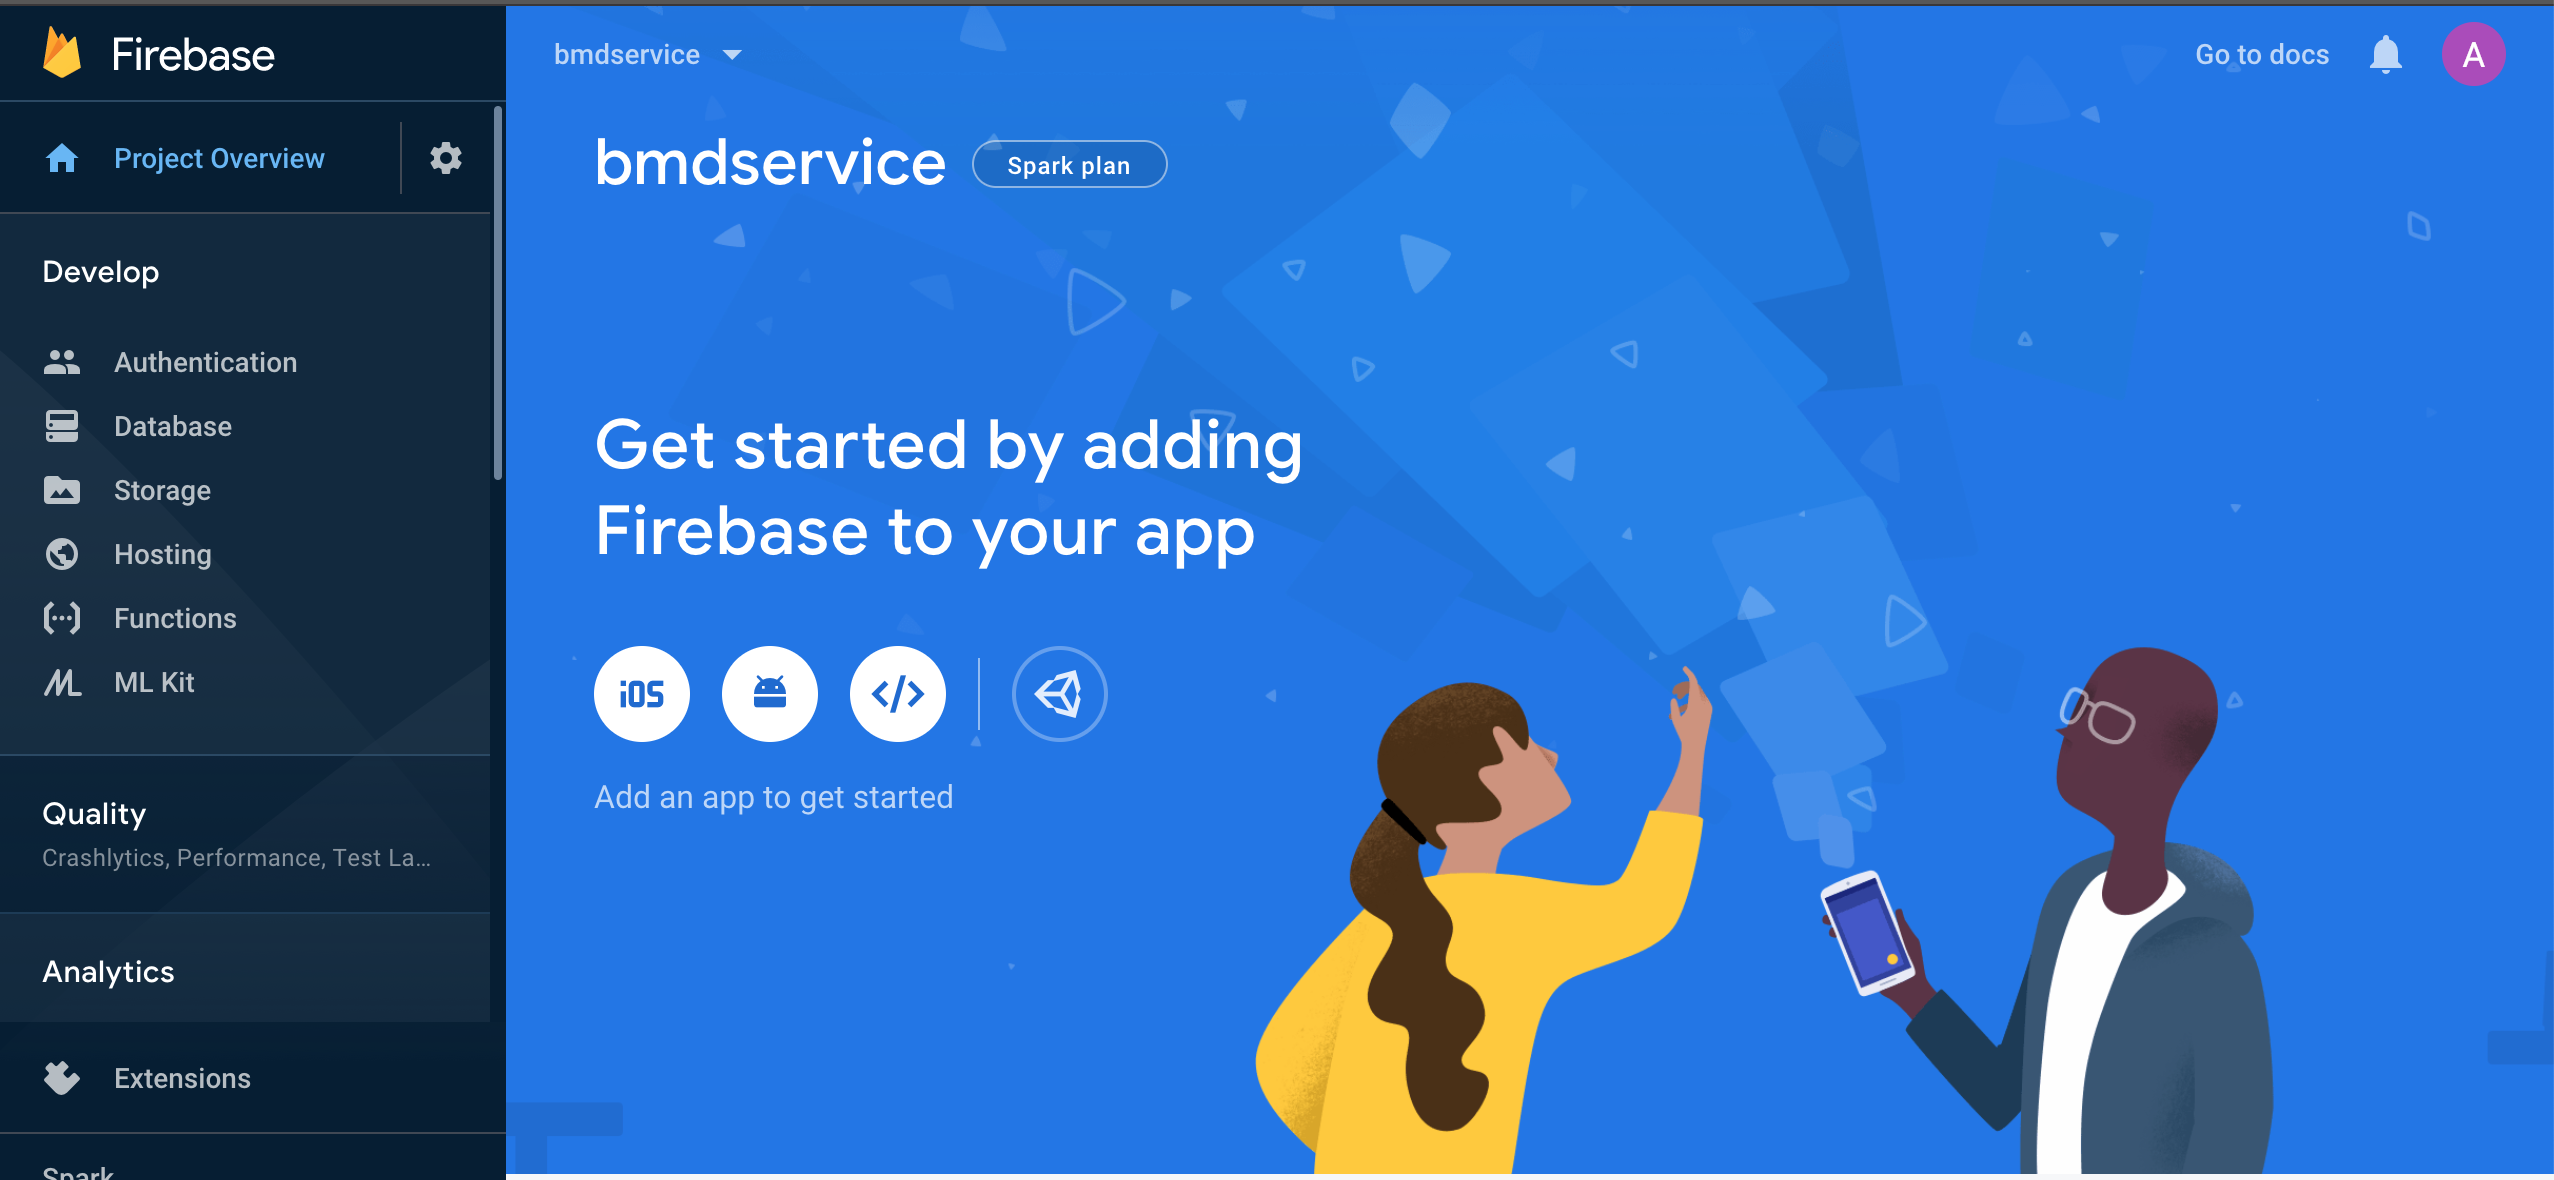 Firebase
Project Overview
Develop
Authentication
Database
Storage
Hosting
Functions
ML Kit
Quality
Crashlytics, Performance, Test La...
Analytics
Extensions
Spark
bmdservice
Go to docs
A
bmdservice
Spark plan
Get started by adding
Firebase to your app
iOS
Add an app to get started